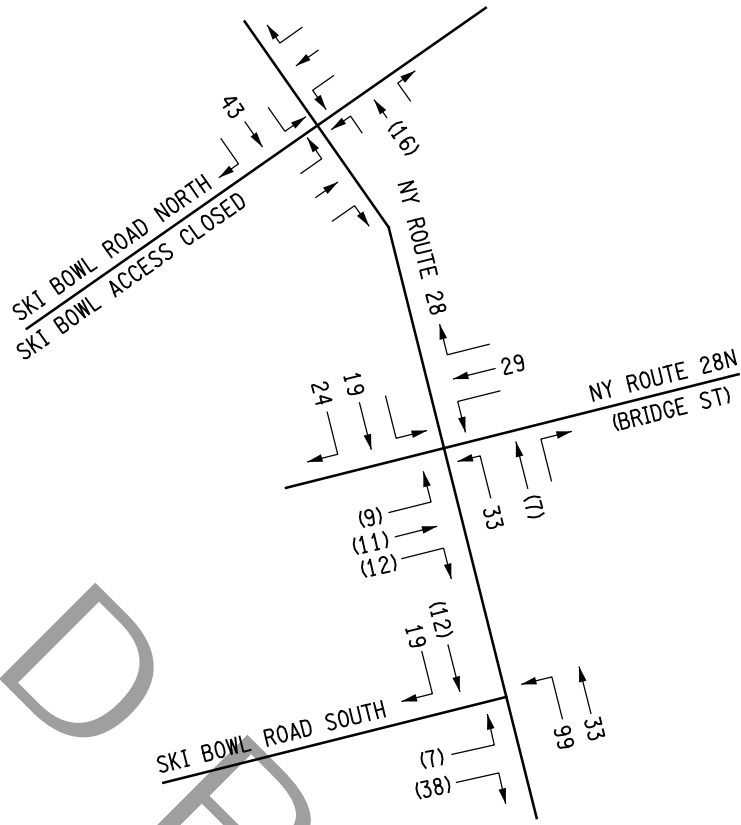 43
(16)
SKI BOWL ROAD NORTH
SKI BOWL ACCESS CLOSED
NY ROUTE 28
29
NY ROUTE 28N
(BRIDGE ST)
24
19
(9)
(11)
(12)
33
(7)
(12)
19
SKI BOWL ROAD SOUTH
(7)
(38)
99
33